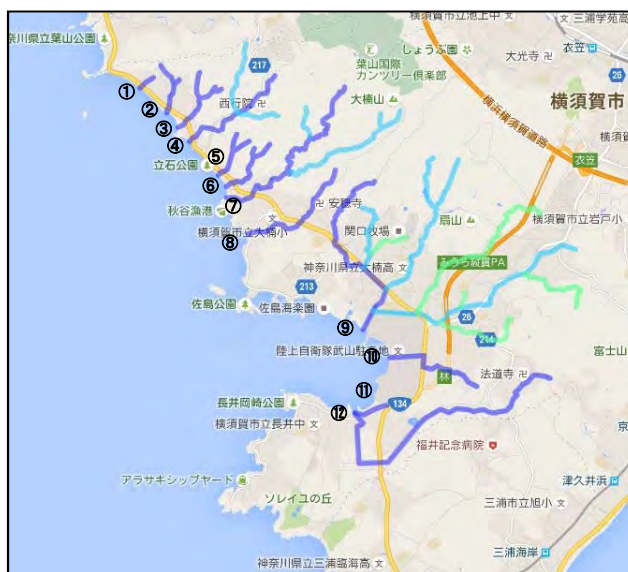 奈川県立葉山公園
横須賀市立池上中
三浦学苑高
衣笠
しょうぶ園
大光寺
26
葉山国際
カンツリー倶楽部
217
横須賀市
大楠山
西行院
横浜横須賀道路
衣笠
①
②
③
④
⑤
立石公園
⑥
⑦
秋谷漁港
安穏寺
横須賀市立岩戸小
扇山
⑧
横須賀市立大楠小
関口牧場
神奈川県立大楠高
213
佐島公園
佐島海楽園
26
214
⑨
陸上自衛隊武山駐屯地
⑩
富士山
⑪
林
法道寺
長井岡崎公園
134
⑫
横須賀市立長井中
福井記念病院
アラサキシップヤード
津久井浜
ソレイユの丘
三浦市立旭小
三浦海岸
神奈川県立三浦臨海高